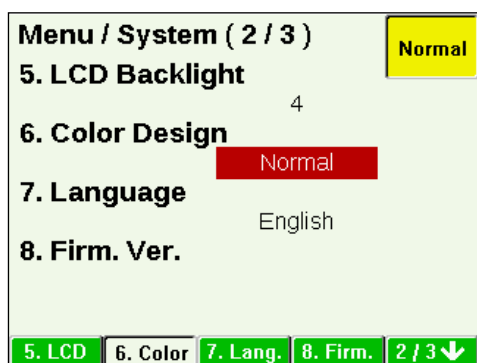 Menu / System ( 2 / 3 )
Normal
5. LCD Backlight
4
6. Color Design
Normal
7. Language
English
8. Firm. Ver.
5. LCD 6. Color 7. Lang. 8. Firm. 2 / 3